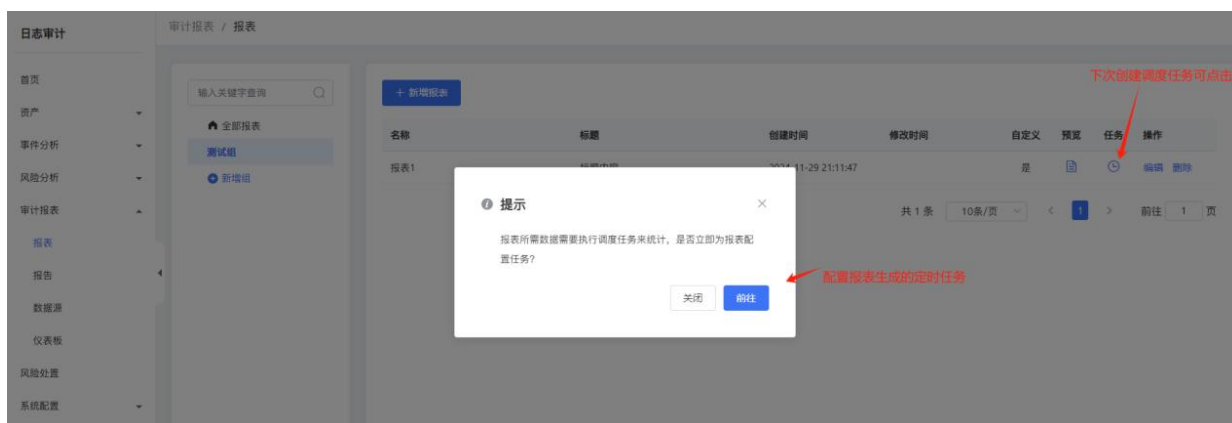 日志审计
审计报表 / 报表
首页
资产
事件分析
风险分析
审计报表
报表
报告
数据源
仪表板
风险处置
系统配置
输入关键字查询
全部报表
测试组
新增组
+ 新增报表
下次创建调度任务可点击
名称 标题 创建时间 修改时间 自定义 预览 任务 操作
报表1 标题内容 2024-11-29 21:11:47 是 编辑 删除
共 1 条 10条/页 < 1 > 前往 1 页
提示
报表所需数据需要执行调度任务来统计，是否立即为报表配
置任务?
关闭 前往
配置报表生成的定时任务